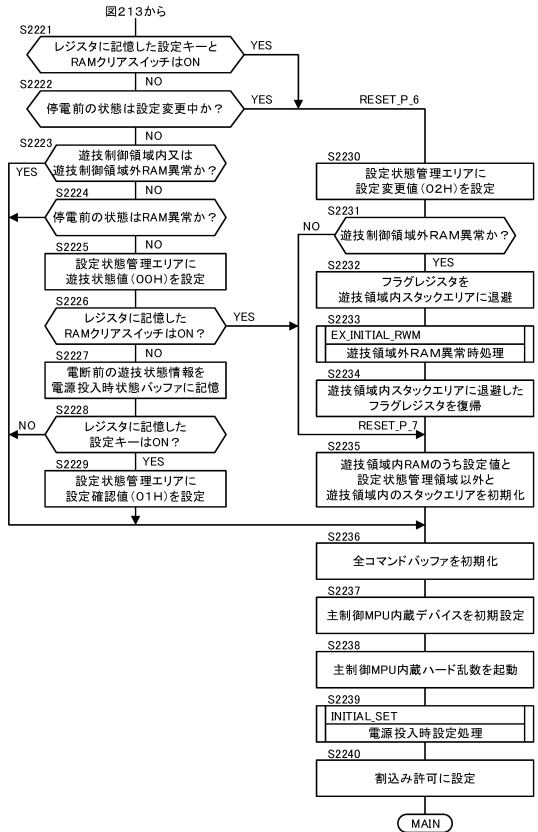 図213から
S2221
レジスタに記憶した設定キーと
RAMクリアスイッチはON
YES
NO
S2222
停電前の状態は設定変更中か?
YES
RESET_P_6
NO
S2223
遊技制御領域内又は
遊技制御領域外RAM異常か?
YES
NO
S2224
停電前の状態はRAM異常か?
NO
S2225
設定状態管理エリアに
遊技状態値(00H)を設定
S2226
レジスタに記憶した
RAMクリアスイッチはON?
YES
NO
S2227
電断前の遊技状態情報を
電源投入時状態バッファに記憶
S2228
レジスタに記憶した
設定キーはON?
NO
YES
S2229
設定状態管理エリアに
設定確認値(01H)を設定
S2230
設定状態管理エリアに
設定変更値(02H)を設定
S2231
NO
遊技制御領域外RAM異常か?
YES
S2232
フラグレジスタを
遊技領域内スタックエリアに退避
S2233
EX_INITIAL_RWM
遊技領域外RAM異常時処理
S2234
遊技領域内スタックエリアに退避した
フラグレジスタを復帰
RESET_P_7
S2235
遊技領域内RAMのうち設定値と
設定状態管理領域以外と
遊技領域内のスタックエリアを初期化
S2236
全コマンドバッファを初期化
S2237
主制御MPU内蔵デバイスを初期設定
S2238
主制御MPU内蔵ハード乱数を起動
S2239
INITIAL_SET
電源投入時設定処理
S2240
割込み許可に設定
MAIN